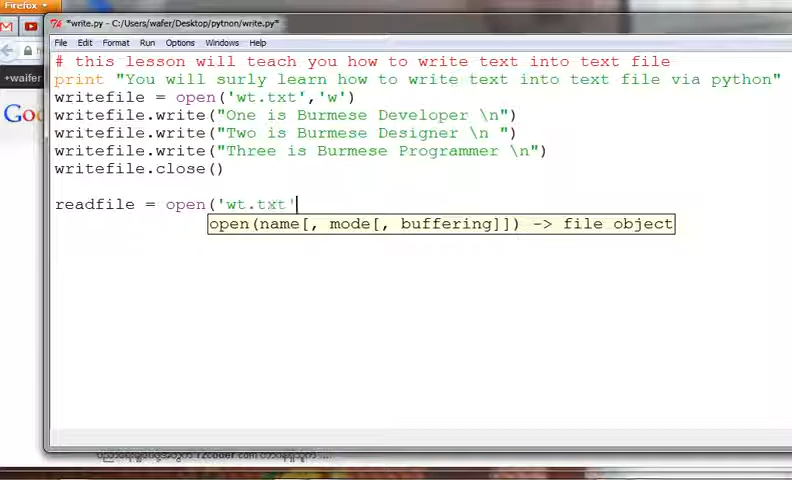 Firefox
*write.py - C:/Users/wafer/Desktop/pytnon/write.py*
File Edit Format Run Options Windows Help
+waifer
Goo
# this lesson will teach you how to write text into text file
print "You will surly learn how to write text into text file via python"
writefile = open('wt.txt','w')
writefile.write("One is Burmese Developer \n")
writefile.write("Two is Burmese Designer \n ")
writefile.write("Three is Burmese Programmer \n")
writefile.close()
readfile = open('wt.txt'
open(name[, mode[, buffering]]) -> file object